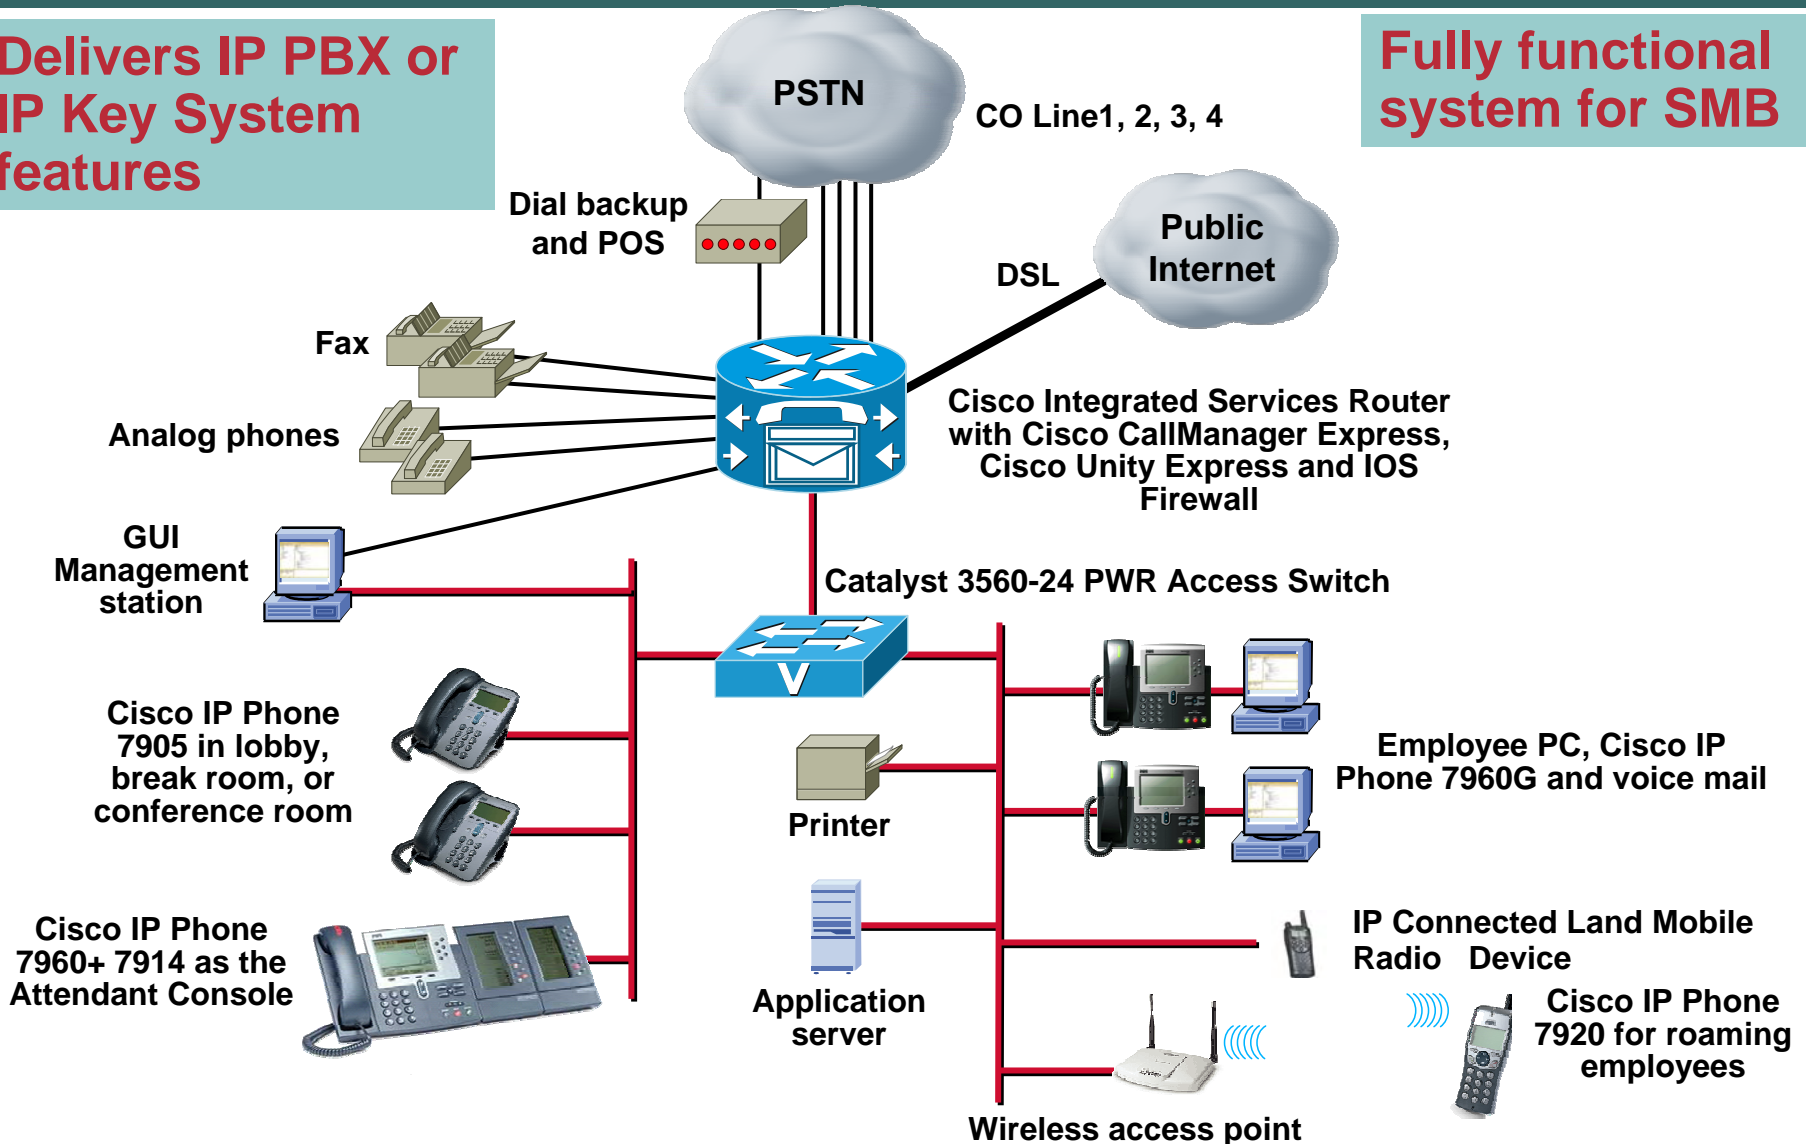 Delivers IP PBX or
IP Key System
features
Fully functional
system for SMB
PSTN
CO Line1, 2, 3, 4
Dial backup
and POS
Public
Internet
DSL
Fax
Analog phones
Cisco Integrated Services Router
with Cisco CallManager Express,
Cisco Unity Express and IOS
Firewall
GUI
Management
station
Catalyst 3560-24 PWR Access Switch
V
Cisco IP Phone
7905 in lobby,
break room, or
conference room
Employee PC, Cisco IP
Phone 7960G and voice mail
Printer
Cisco IP Phone
7960+ 7914 as the
Attendant Console
Application
server
IP Connected Land Mobile
Radio Device
Cisco IP Phone
7920 for roaming
employees
Wireless access point